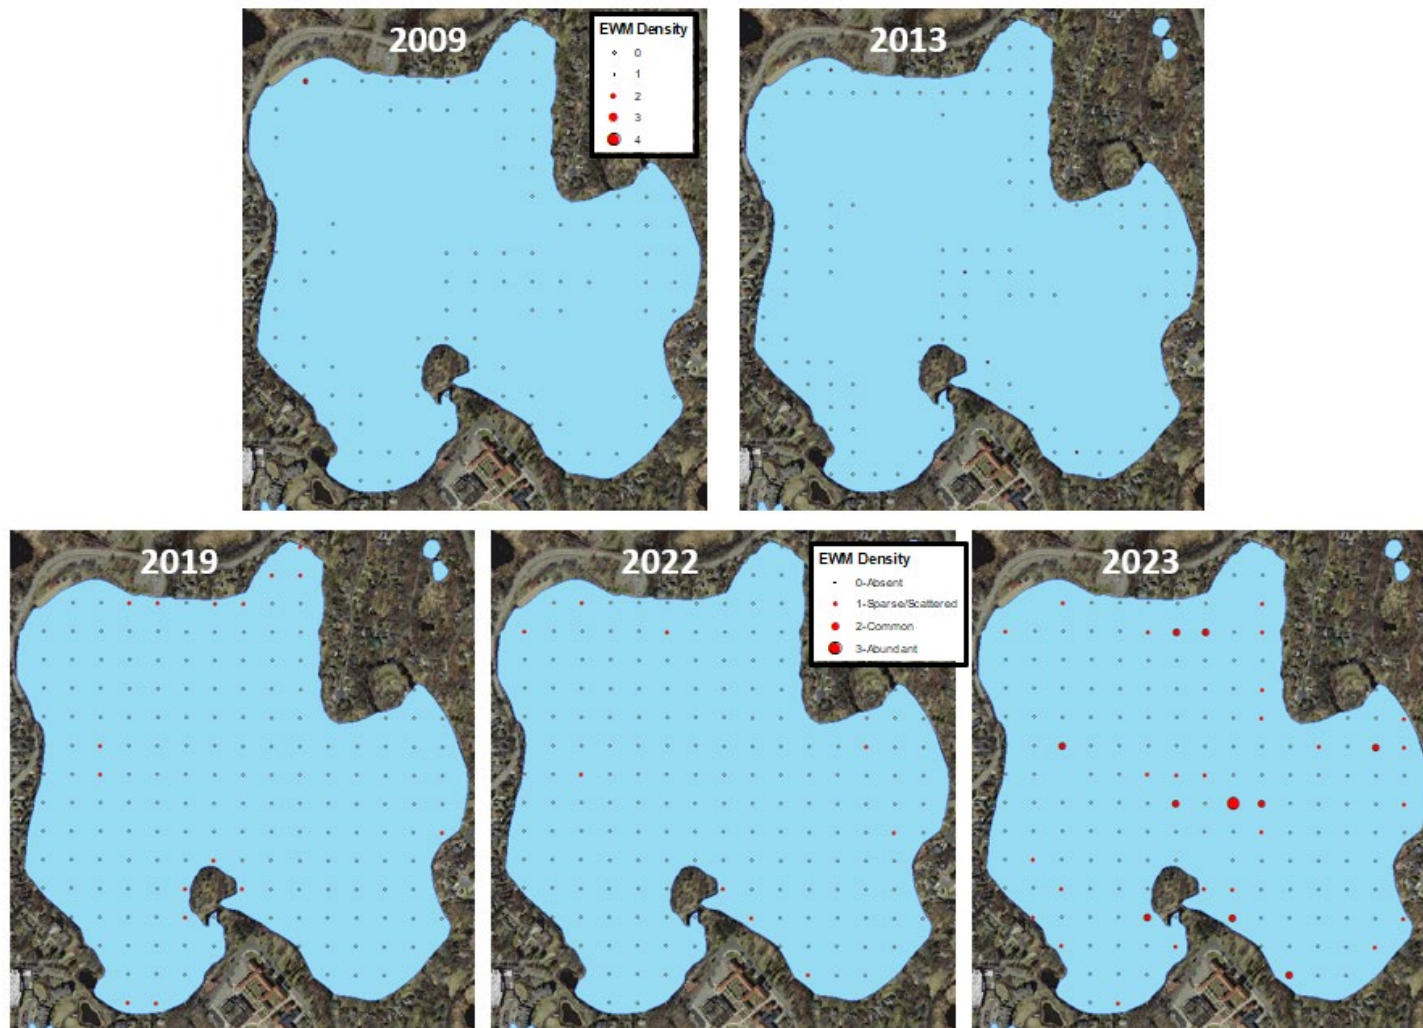 2009
EWM Density
0
1
2
3
4
2013
2019
2022
EWM Density
0-Absent
1-Sparse/Scattered
2-Common
3-Abundant
2023